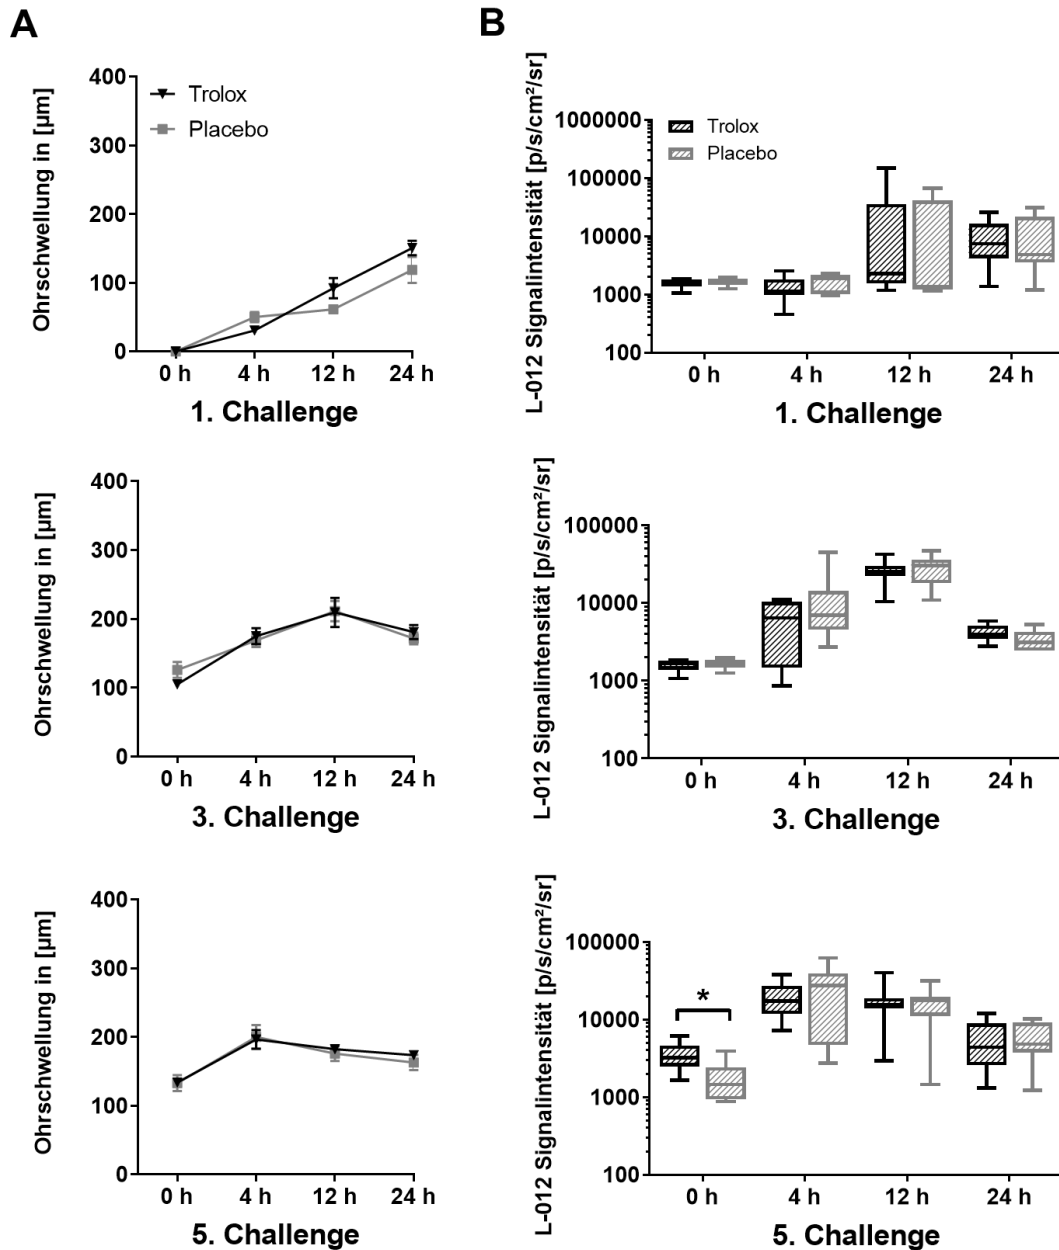 A
Ohrschwellung in [µm]
400
300
200
100
0
Trolox
Placebo
0 h 4 h 12 h 24 h
1. Challenge
B
L-012 Signalintensität [p/s/cm²/sr]
1000000
100000
10000
1000
100
Trolox
Placebo
0 h 4 h 12 h 24 h
1. Challenge
Ohrschwellung in [µm]
400
300
200
100
0
0 h 4 h 12 h 24 h
3. Challenge
L-012 Signalintensität [p/s/cm²/sr]
100000
10000
1000
100
0 h 4 h 12 h 24 h
3. Challenge
Ohrschwellung in [µm]
400
300
200
100
0
0 h 4 h 12 h 24 h
5. Challenge
L-012 Signalintensität [p/s/cm²/sr]
100000
10000
1000
100
*
0 h 4 h 12 h 24 h
5. Challenge